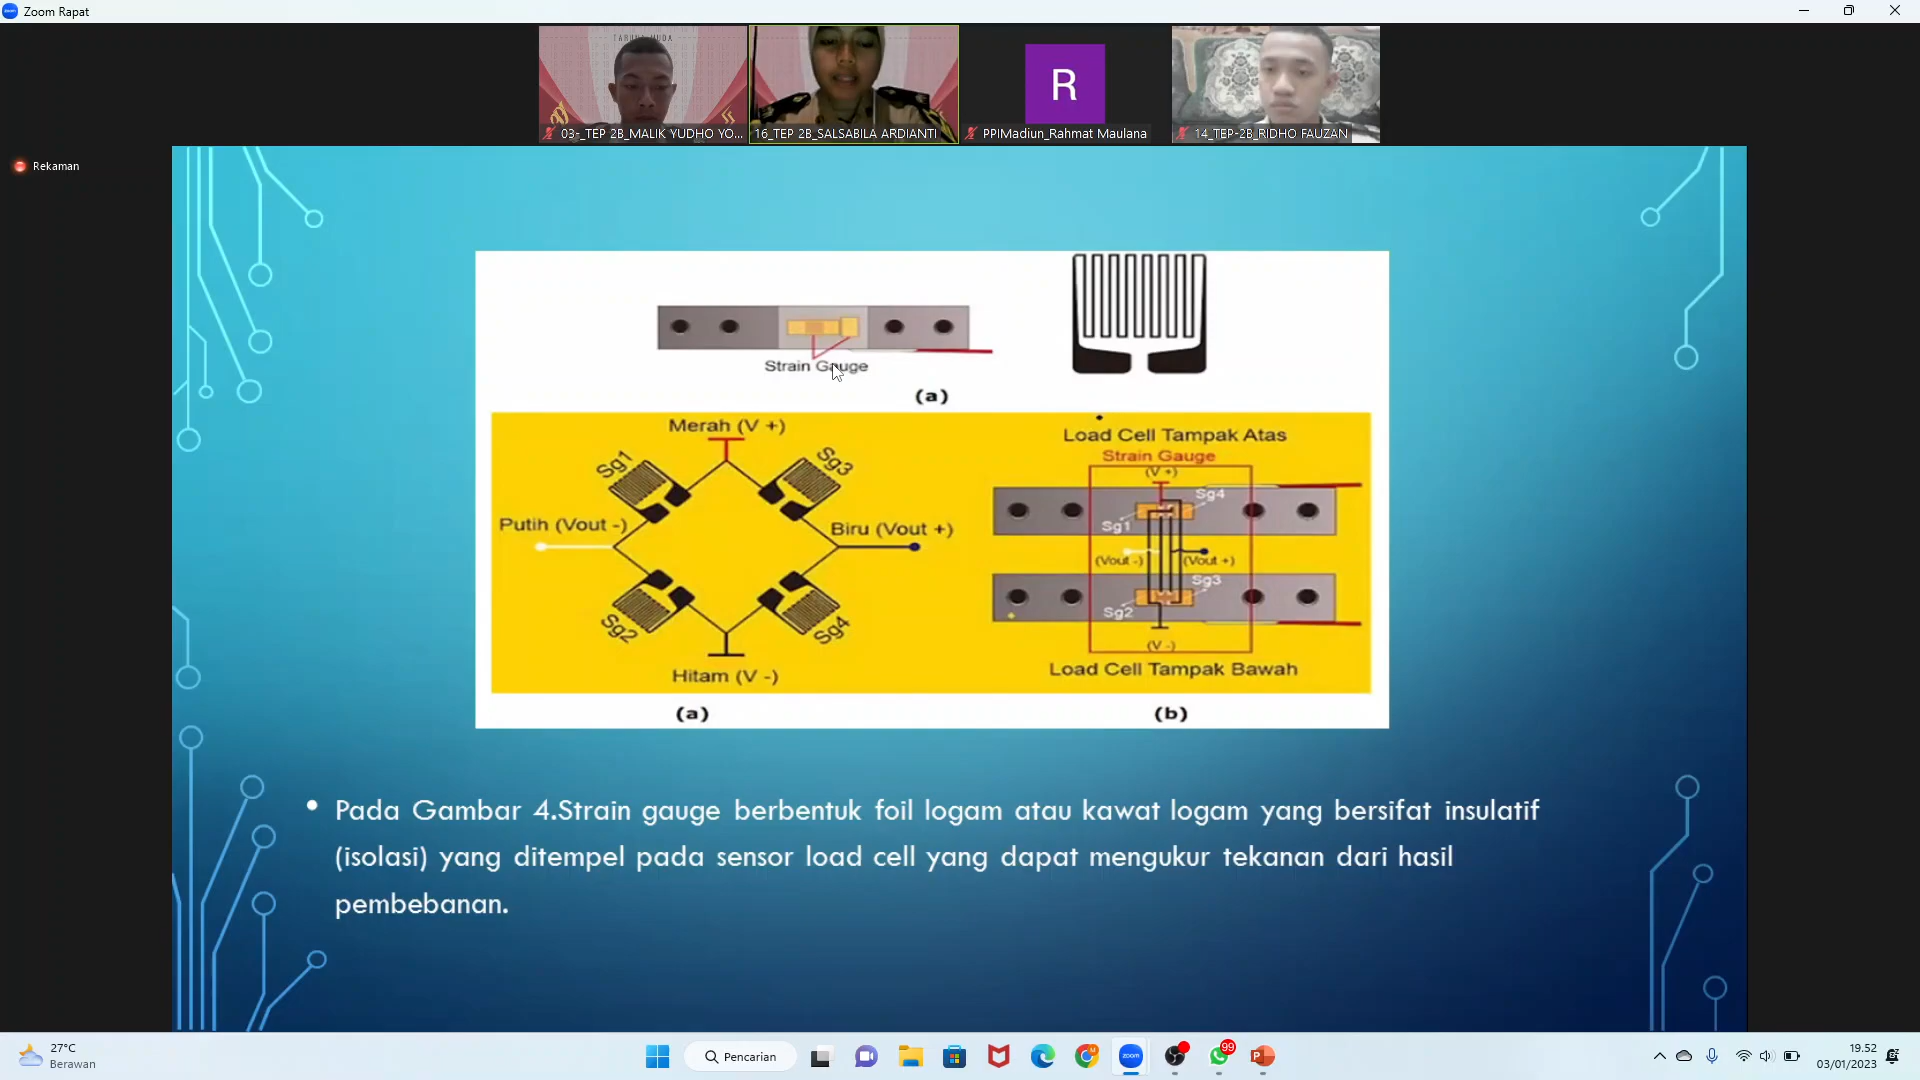 Zoom Rapat
TARUNA MUDA
03-_TEP 2B_MALIK YUDHO YO...
16_TEP 2B_SALSABILA ARDIANTI
R
PPIMadiun_Rahmat Maulana
14_TEP-2B_RIDHO FAUZAN
Rekaman
Strain Gauge
(a)
Merah (V +)
Sg1
Sg3
Putih (Vout -)
Biru (Vout +)
Sg2
Sg4
Hitam (V -)
(a)
Load Cell Tampak Atas
Strain Gauge
(V +)
Sg4
Sg1
(Vout -)
(Vout +)
Sg3
Sg2
(V -)
Load Cell Tampak Bawah
(b)
• Pada Gambar 4.Strain gauge berbentuk foil logam atau kawat logam yang bersifat insulatif
(isolasi) yang ditempel pada sensor load cell yang dapat mengukur tekanan dari hasil
pembebanan.
27°C
Berawan
Pencarian
zoom
99
19.52
03/01/2023